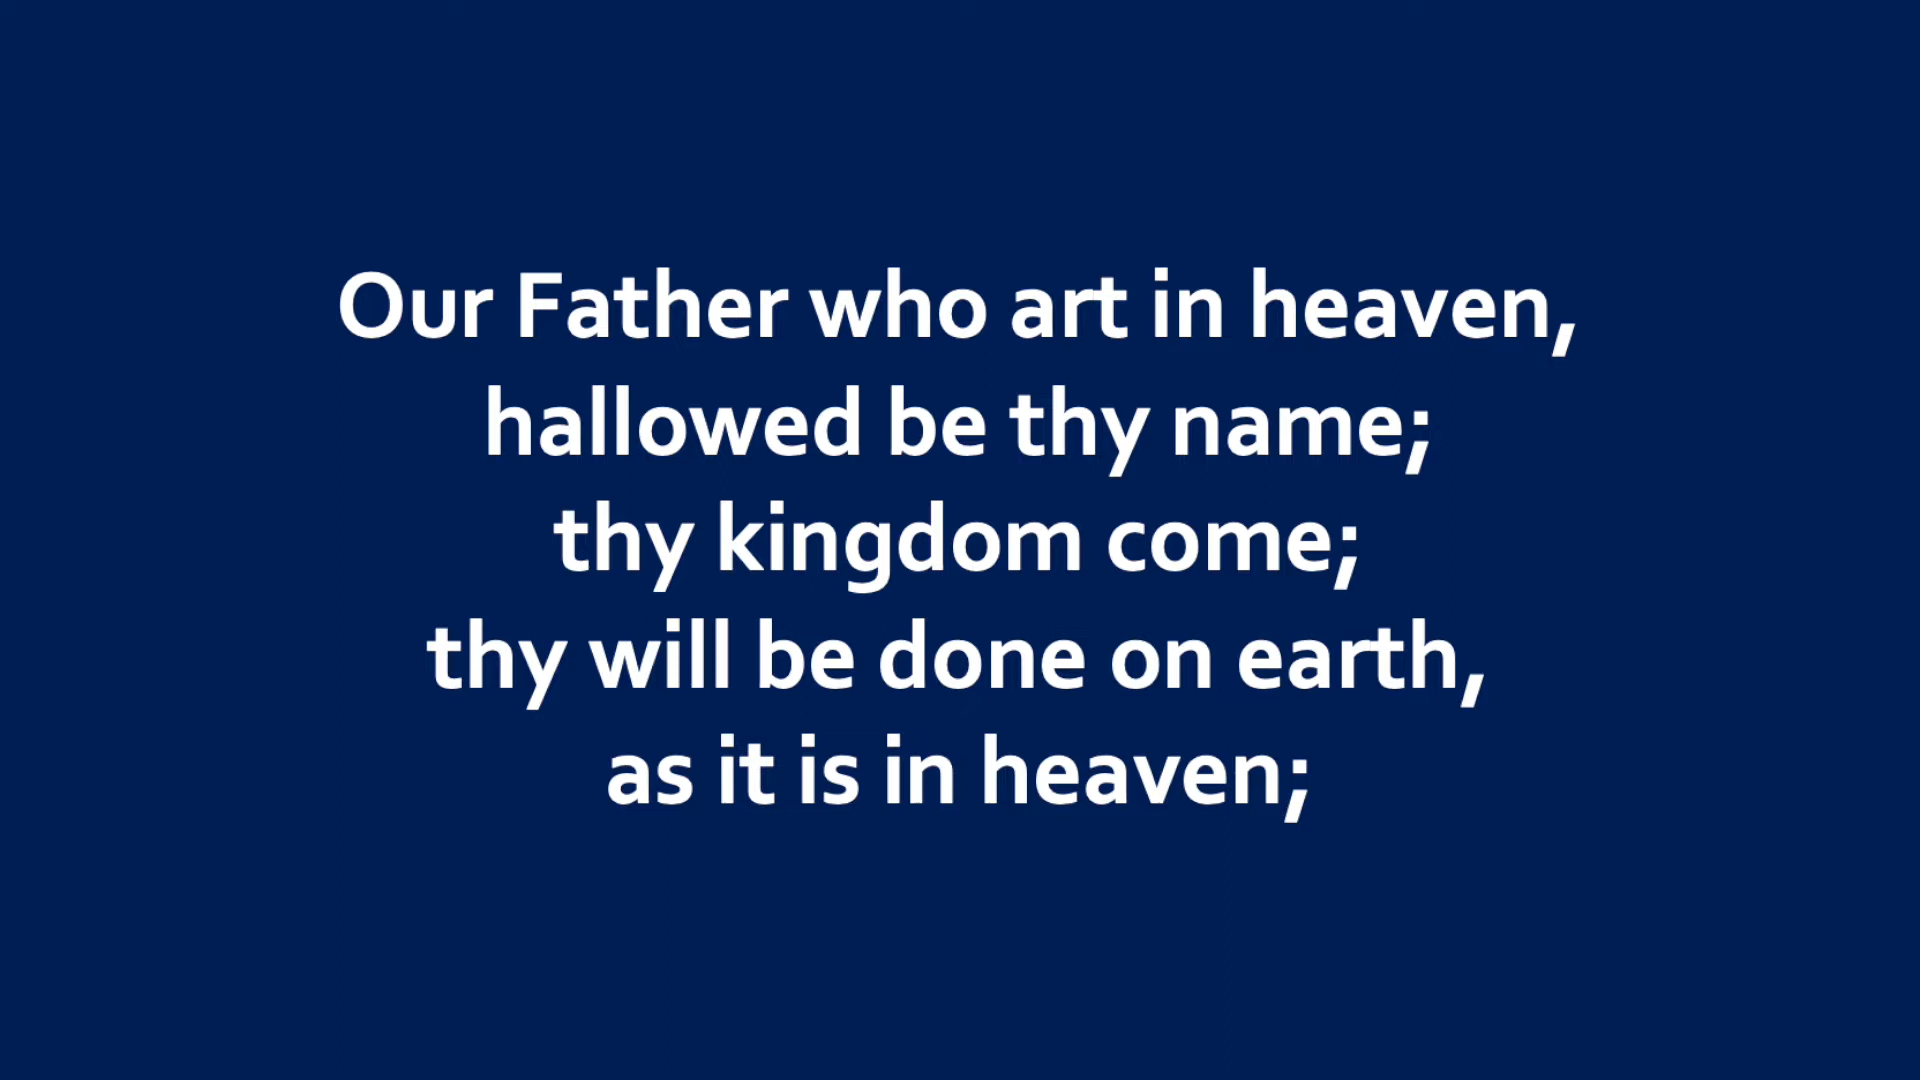 Our Father who art in heaven,
hallowed be thy name;
thy kingdom come;
thy will be done on earth,
as it is in heaven;